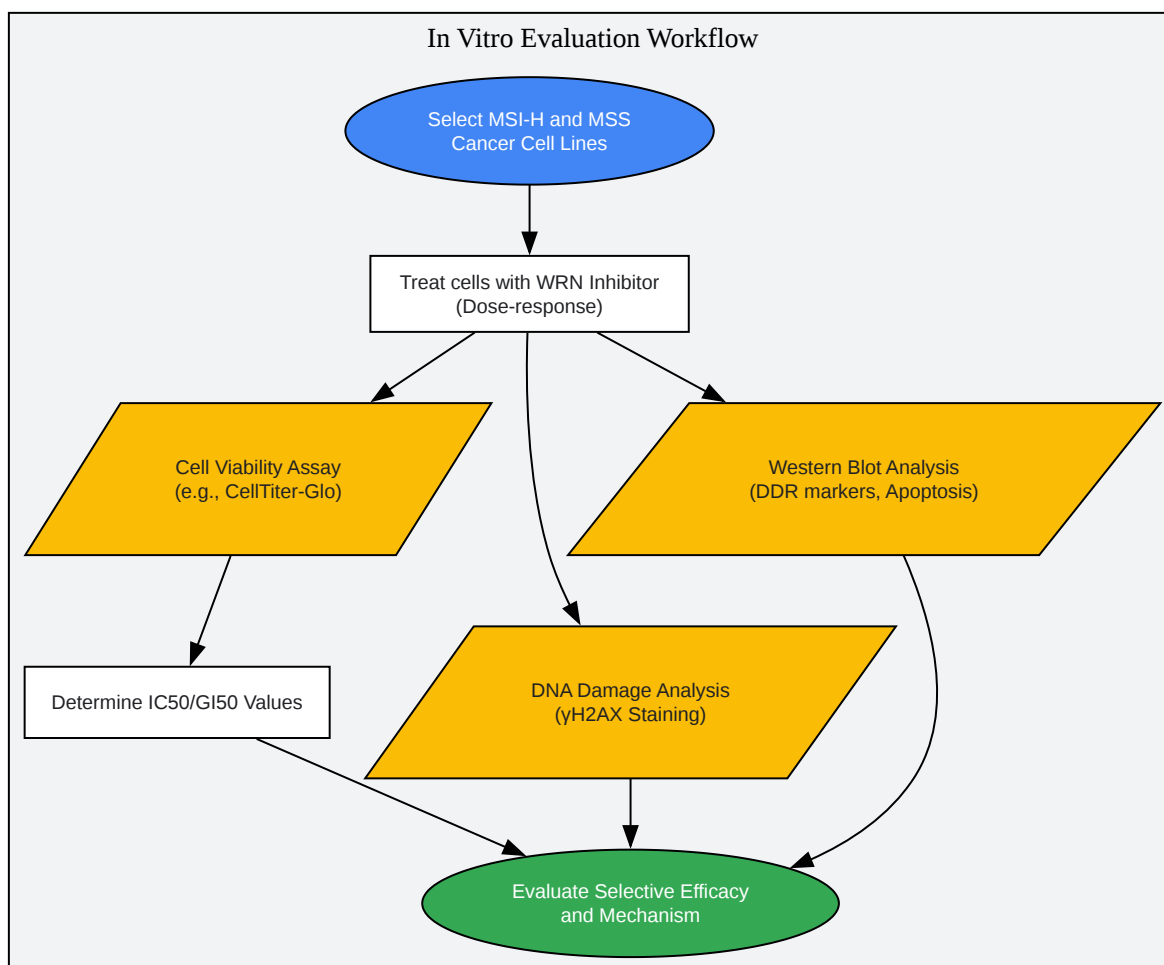 In Vitro Evaluation Workflow
Select MSI-H and MSS
Cancer Cell Lines
Treat cells with WRN Inhibitor
(Dose-response)
Cell Viability Assay
(e.g., CellTiter-Glo)
Western Blot Analysis
(DDR markers, Apoptosis)
Determine IC50/GI50 Values
DNA Damage Analysis
(γH2AX Staining)
Evaluate Selective Efficacy
and Mechanism